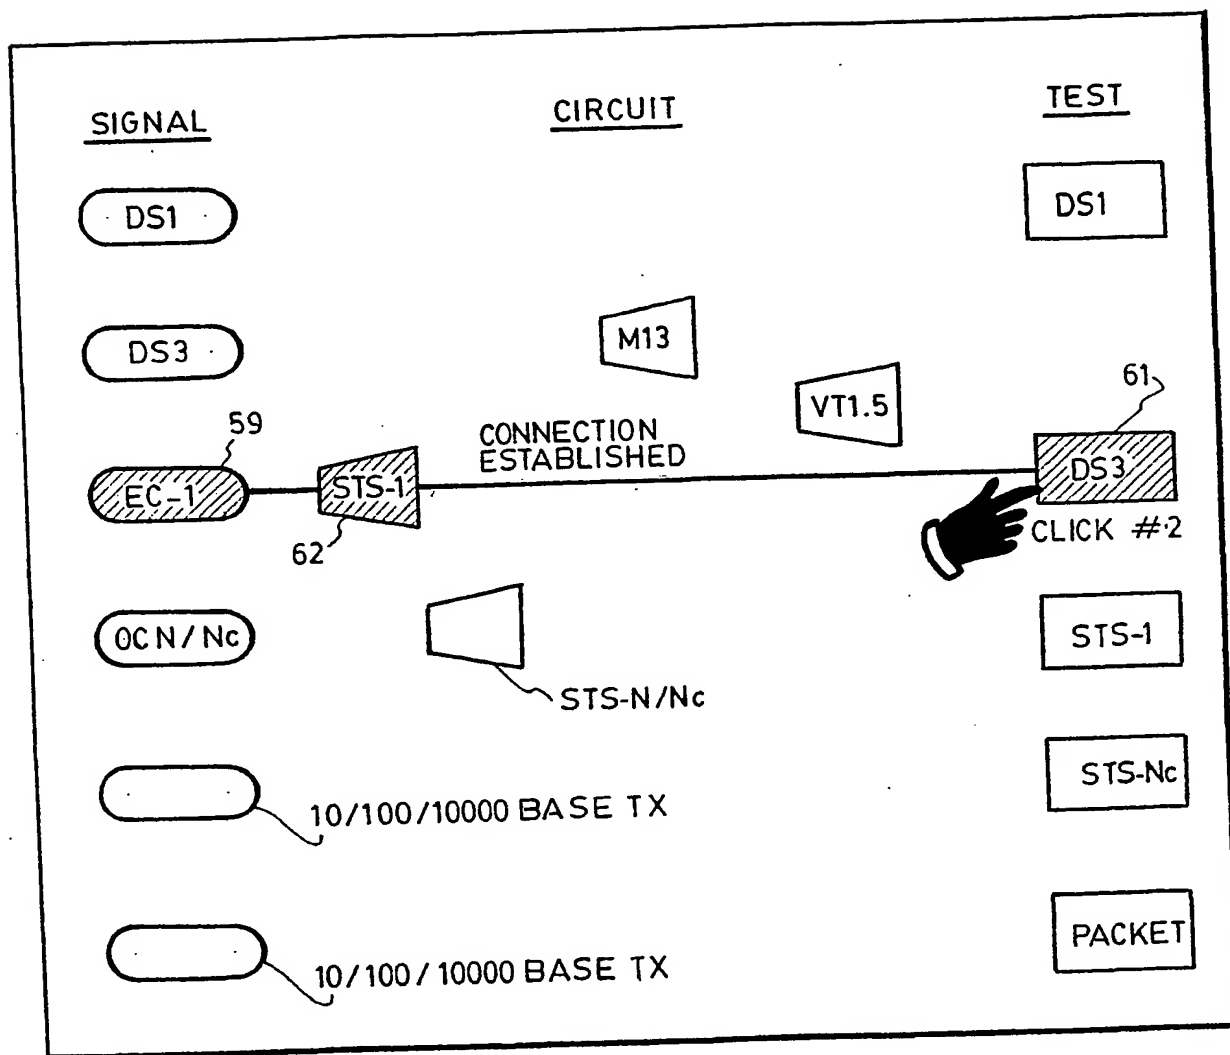 SIGNAL
CIRCUIT
TEST
DS1
DS1
DS3
M13
VT1.5
61
59
CONNECTION
ESTABLISHED
EC-1
STS-1
DS3
62
CLICK #2
OCN/Nc
STS-1
STS-N/Nc
STS-Nc
10/100/10000 BASE TX
PACKET
10/100/10000 BASE TX